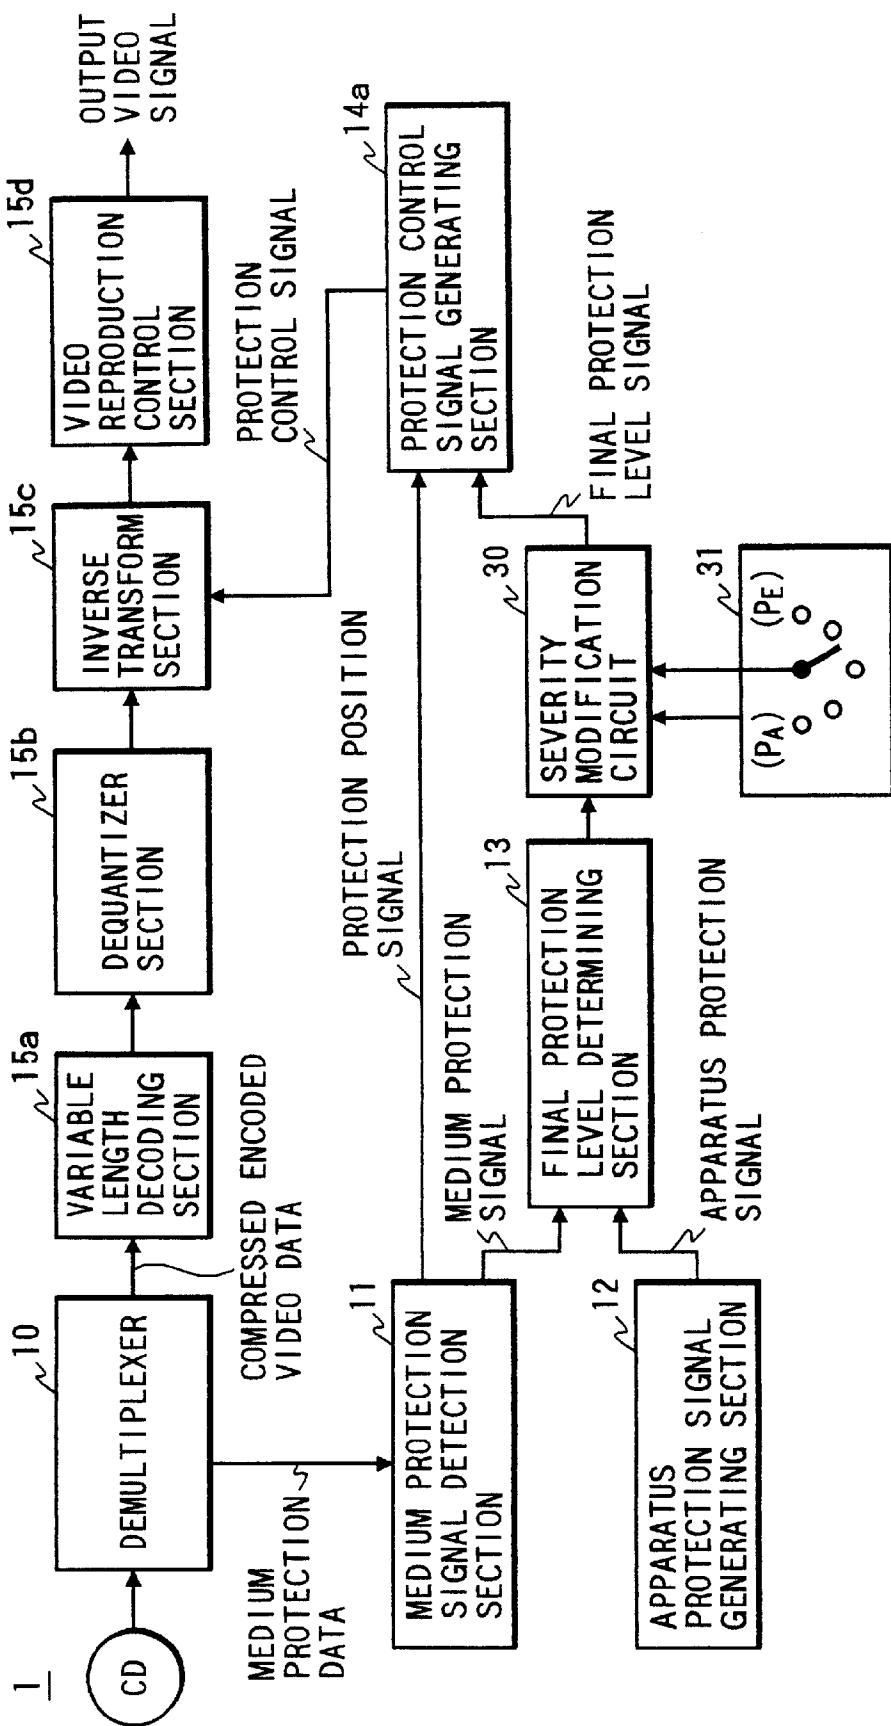 1
CD
10
DEMULTIPLEXER
COMPRESSED ENCODED
VIDEO DATA
15a
VARIABLE
LENGTH
DECODING
SECTION
15b
DEQUANTIZER
SECTION
15c
INVERSE
TRANSFORM
SECTION
15d
VIDEO
REPRODUCTION
CONTROL
SECTION
OUTPUT
VIDEO
SIGNAL
MEDIUM
PROTECTION
DATA
11
MEDIUM PROTECTION
SIGNAL DETECTION
SECTION
PROTECTION POSITION
SIGNAL
PROTECTION
CONTROL SIGNAL
14a
PROTECTION CONTROL
SIGNAL GENERATING
SECTION
MEDIUM PROTECTION
SIGNAL
13
FINAL PROTECTION
LEVEL DETERMINING
SECTION
30
SEVERITY
MODIFICATION
CIRCUIT
FINAL PROTECTION
LEVEL SIGNAL
12
APPARATUS
PROTECTION SIGNAL
GENERATING SECTION
APPARATUS PROTECTION
SIGNAL
31
(PA)
(PE)